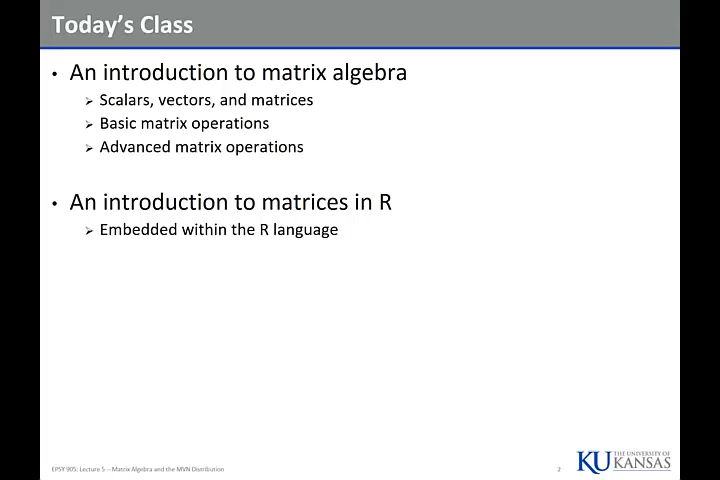 Today's Class
• An introduction to matrix algebra
➢ Scalars, vectors, and matrices
➢ Basic matrix operations
➢ Advanced matrix operations
• An introduction to matrices in R
➢ Embedded within the R language
EPSY 905: Lecture 5 -- Matrix Algebra and the MVN Distribution
2
KU THE UNIVERSITY OF
KANSAS